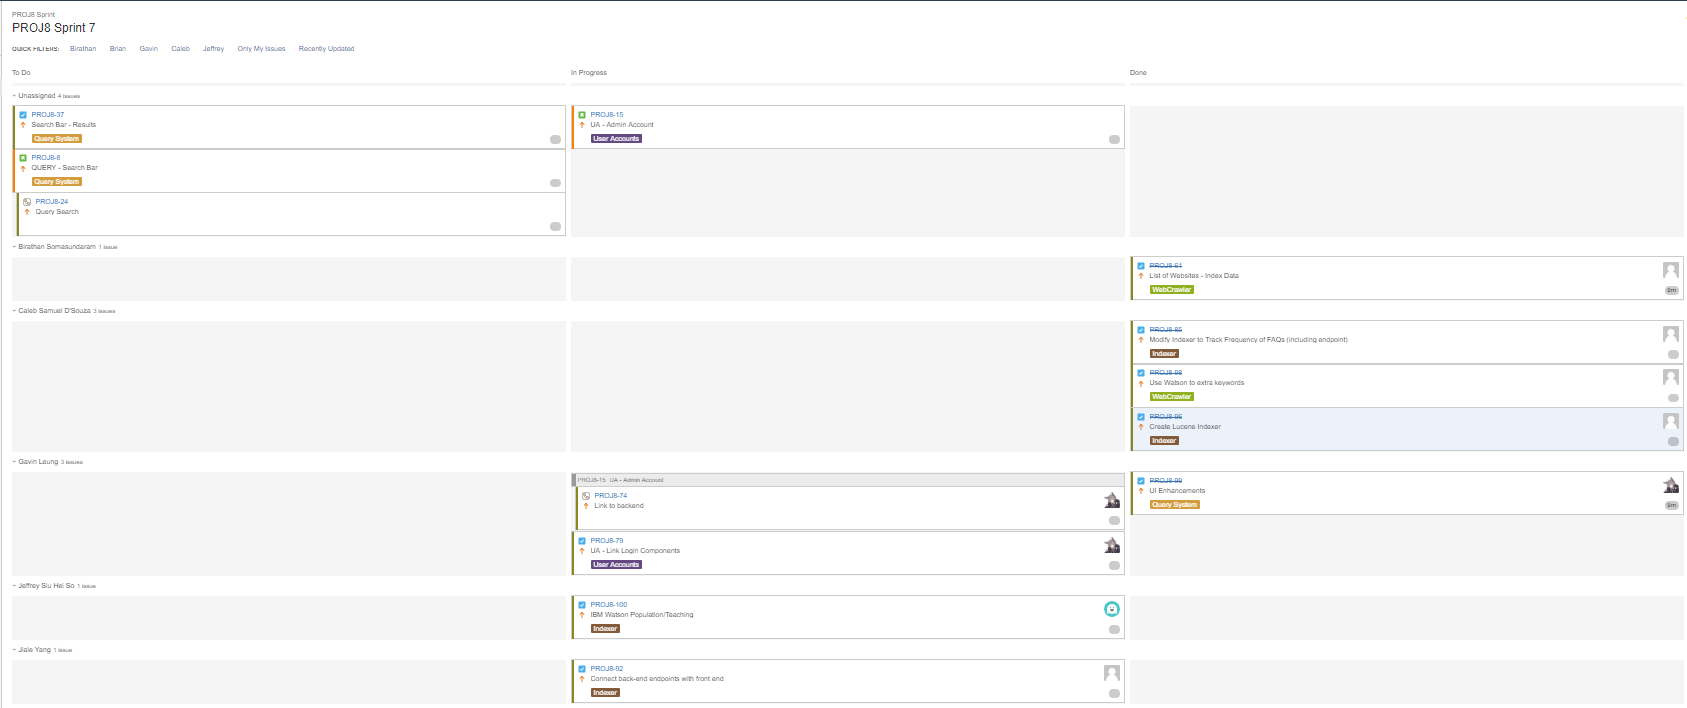 PROJ8 Sprint
PROJ8 Sprint 7
QUICK FILTERS: Birathan Brian Gavin Caleb Jeffrey Only My Issues Recently Updated
To Do In Progress Done
Unassigned 4 issues
PROJ8-37
Search Bar - Results
Query System
PROJ8-8
QUERY - Search Bar
Query System
PROJ8-24
Query Search
PROJ8-15
UA - Admin Account
User Accounts
Birathan Somasundaram 1 issue
PROJ8-51
List of Websites - Index Data
WebCrawler
Caleb Samuel D'Souza 3 issues
PROJ8-85
Modify Indexer to Track Frequency of FAQs (including endpoint)
Indexer
PROJ8-98
Use Watson to extra keywords
WebCrawler
PROJ8-96
Create Lucene Indexer
Indexer
Gavin Leung 3 issues
PROJ8-15 UA - Admin Account
PROJ8-74
Link to backend
PROJ8-79
UA - Link Login Components
User Accounts
PROJ8-99
UI Enhancements
Query System
Jeffrey Siu Hei So 1 issue
PROJ8-100
IBM Watson Population/Teaching
Indexer
Jiale Yang 1 issue
PROJ8-92
Connect back-end endpoints with front end
Indexer